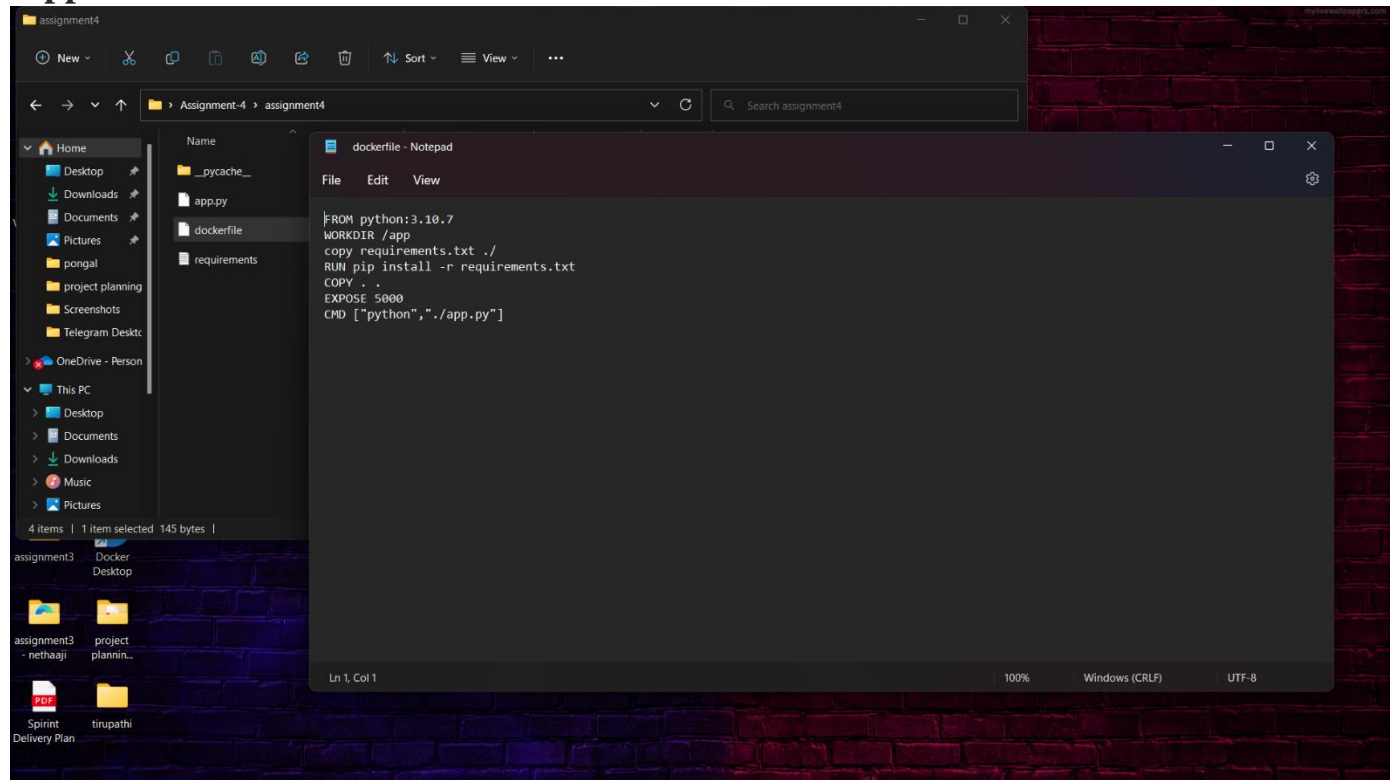 assignment4
mylivewallpapers.com
New
Sort
View
Assignment-4 > assignment4
Search assignment4
Home
Desktop
Downloads
Documents
Pictures
pongal
project planning
Screenshots
Telegram Deskt
OneDrive - Person
This PC
Desktop
Documents
Downloads
Music
Pictures
Name
__pycache__
app.py
dockerfile
requirements
4 items | 1 item selected 145 bytes |
dockerfile - Notepad
File Edit View
FROM python:3.10.7
WORKDIR /app
copy requirements.txt ./
RUN pip install -r requirements.txt
COPY . .
EXPOSE 5000
CMD ["python","./app.py"]
Ln 1, Col 1
100%
Windows (CRLF)
UTF-8
assignment3
Docker
Desktop
assignment3
- nethaaji
project
plannin...
PDF
Spirint
Delivery Plan
tirupathi